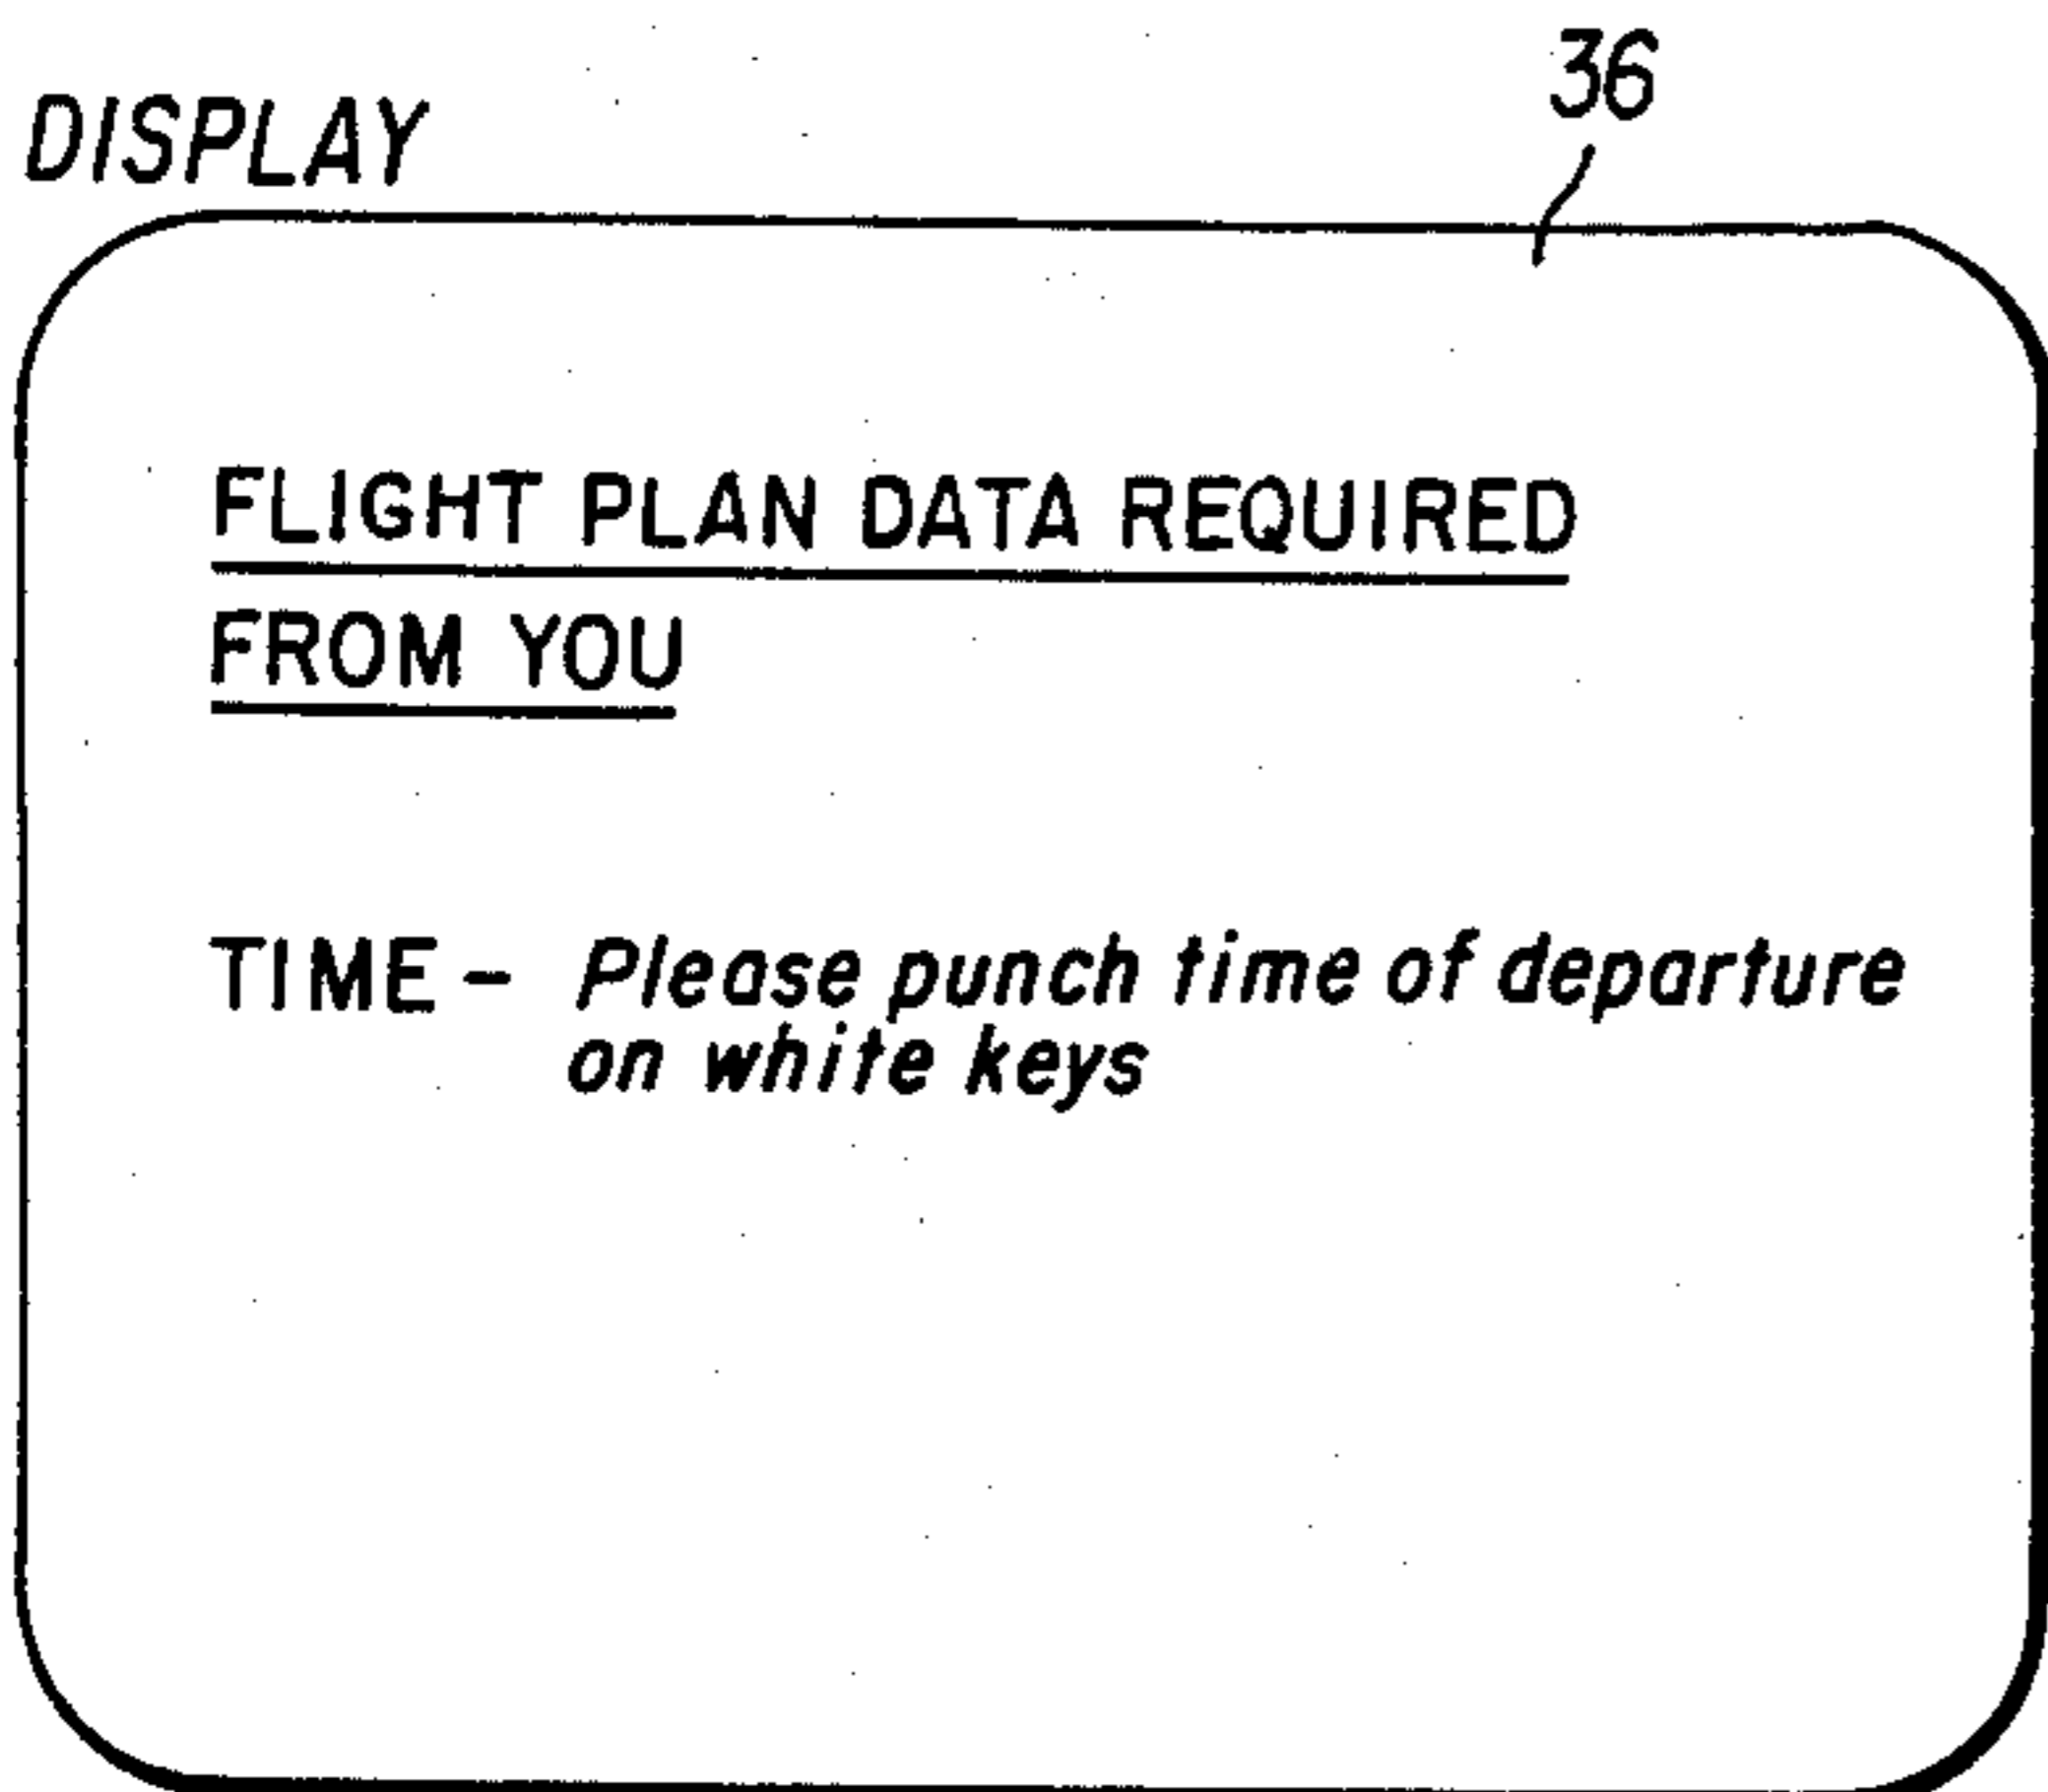 DISPLAY
36
FLIGHT PLAN DATA REQUIRED
FROM YOU
TIME - Please punch time of departure
on white keys